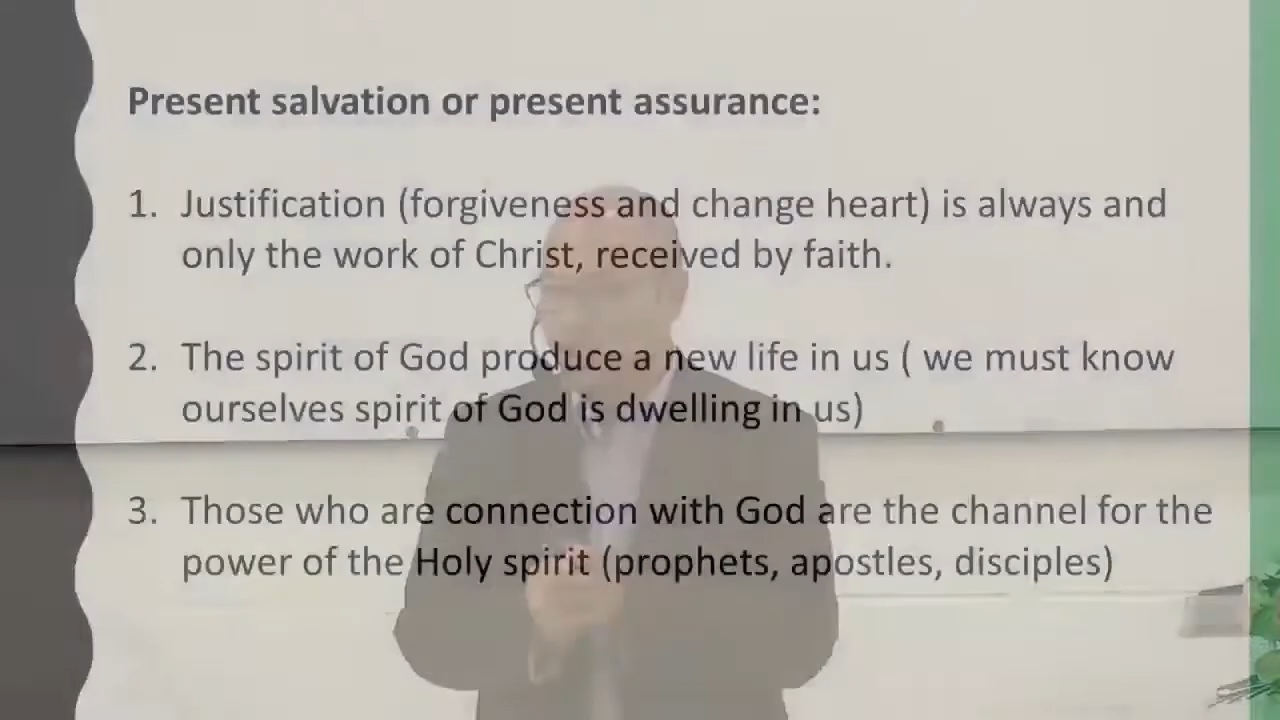 Present salvation or present assurance:
1. Justification (forgiveness and change heart) is always and
only the work of Christ, received by faith.
2. The spirit of God produce a new life in us ( we must know
ourselves spirit of God is dwelling in us)
3. Those who are connection with God are the channel for the
power of the Holy spirit (prophets, apostles, disciples)